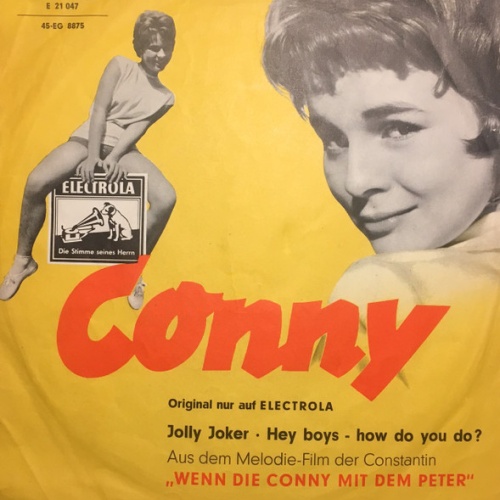 E 21 047
45-EG 8875
ELECTROLA
Die Stimme seines Herrn
Conny
Original nur auf ELECTROLA
Jolly Joker · Hey boys - how do you do?
Aus dem Melodie-Film der Constantin
„WENN DIE CONNY MIT DEM PETER“